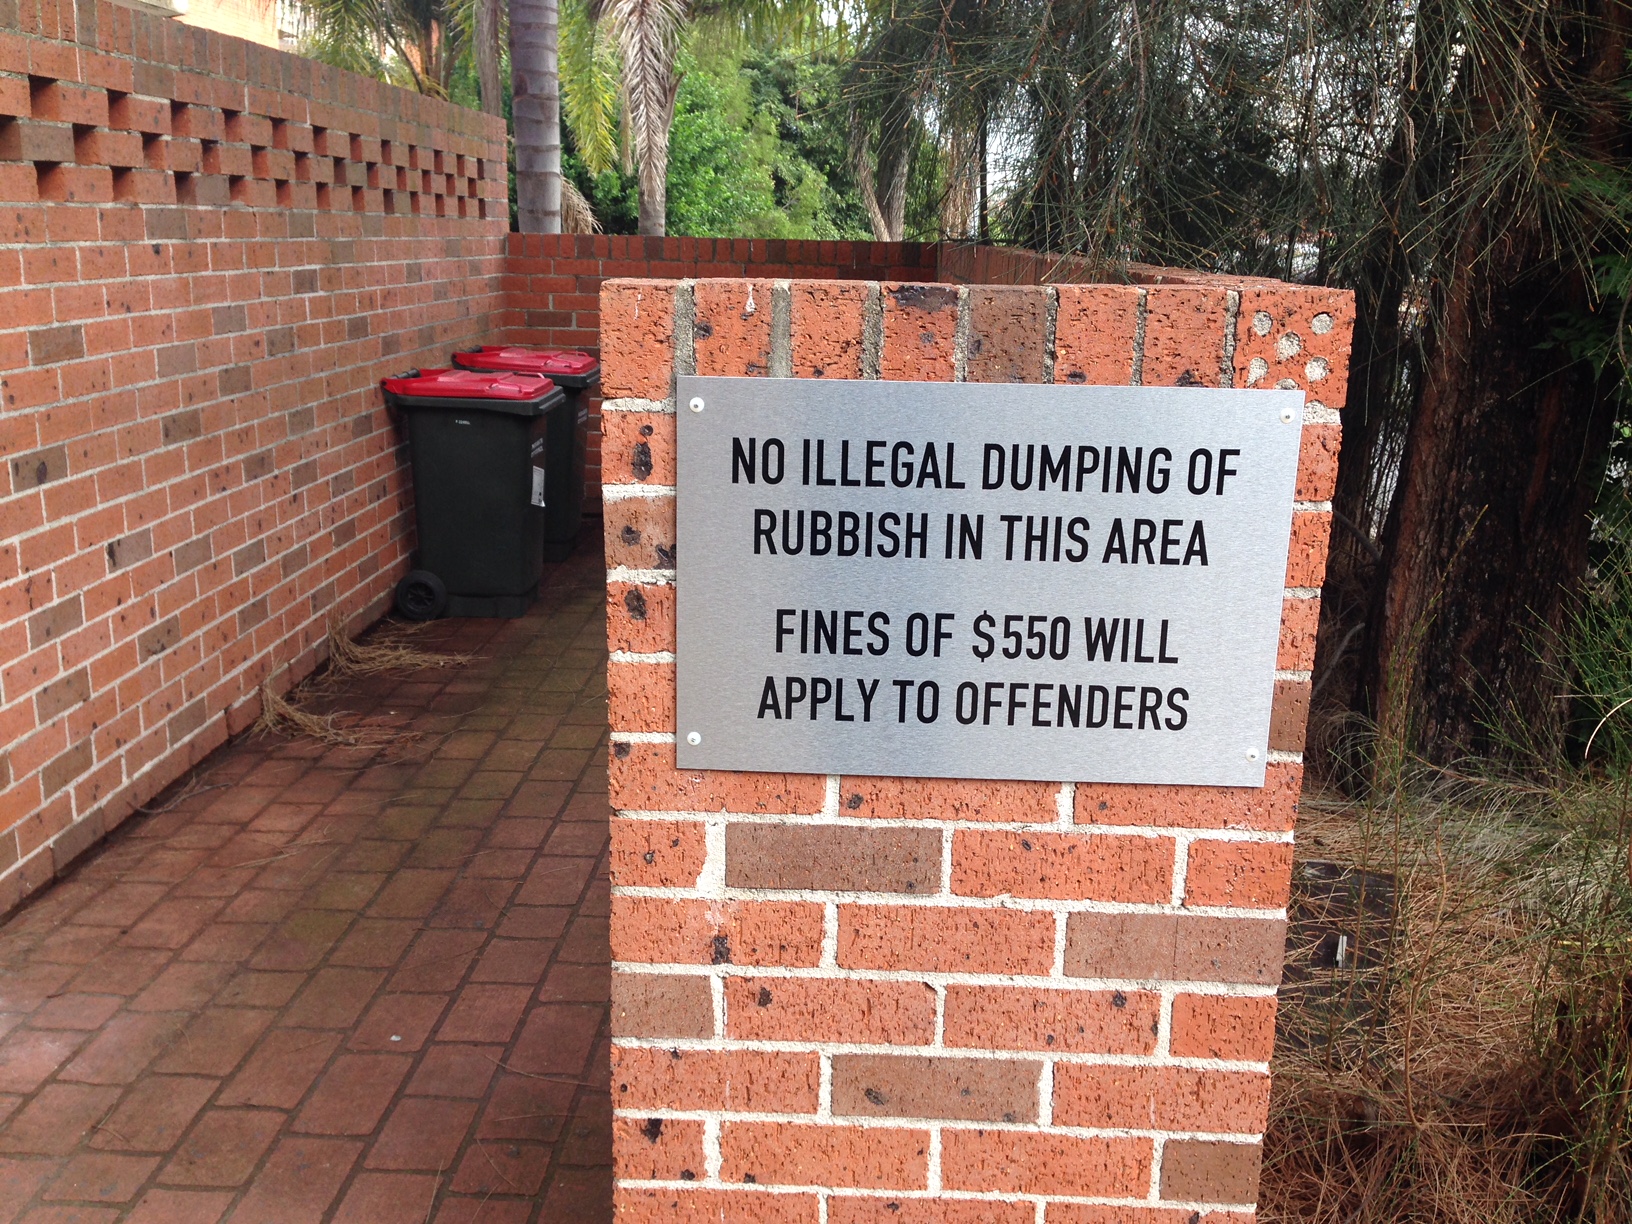 NO ILLEGAL DUMPING OF
RUBBISH IN THIS AREA
FINES OF $550 WILL
APPLY TO OFFENDERS